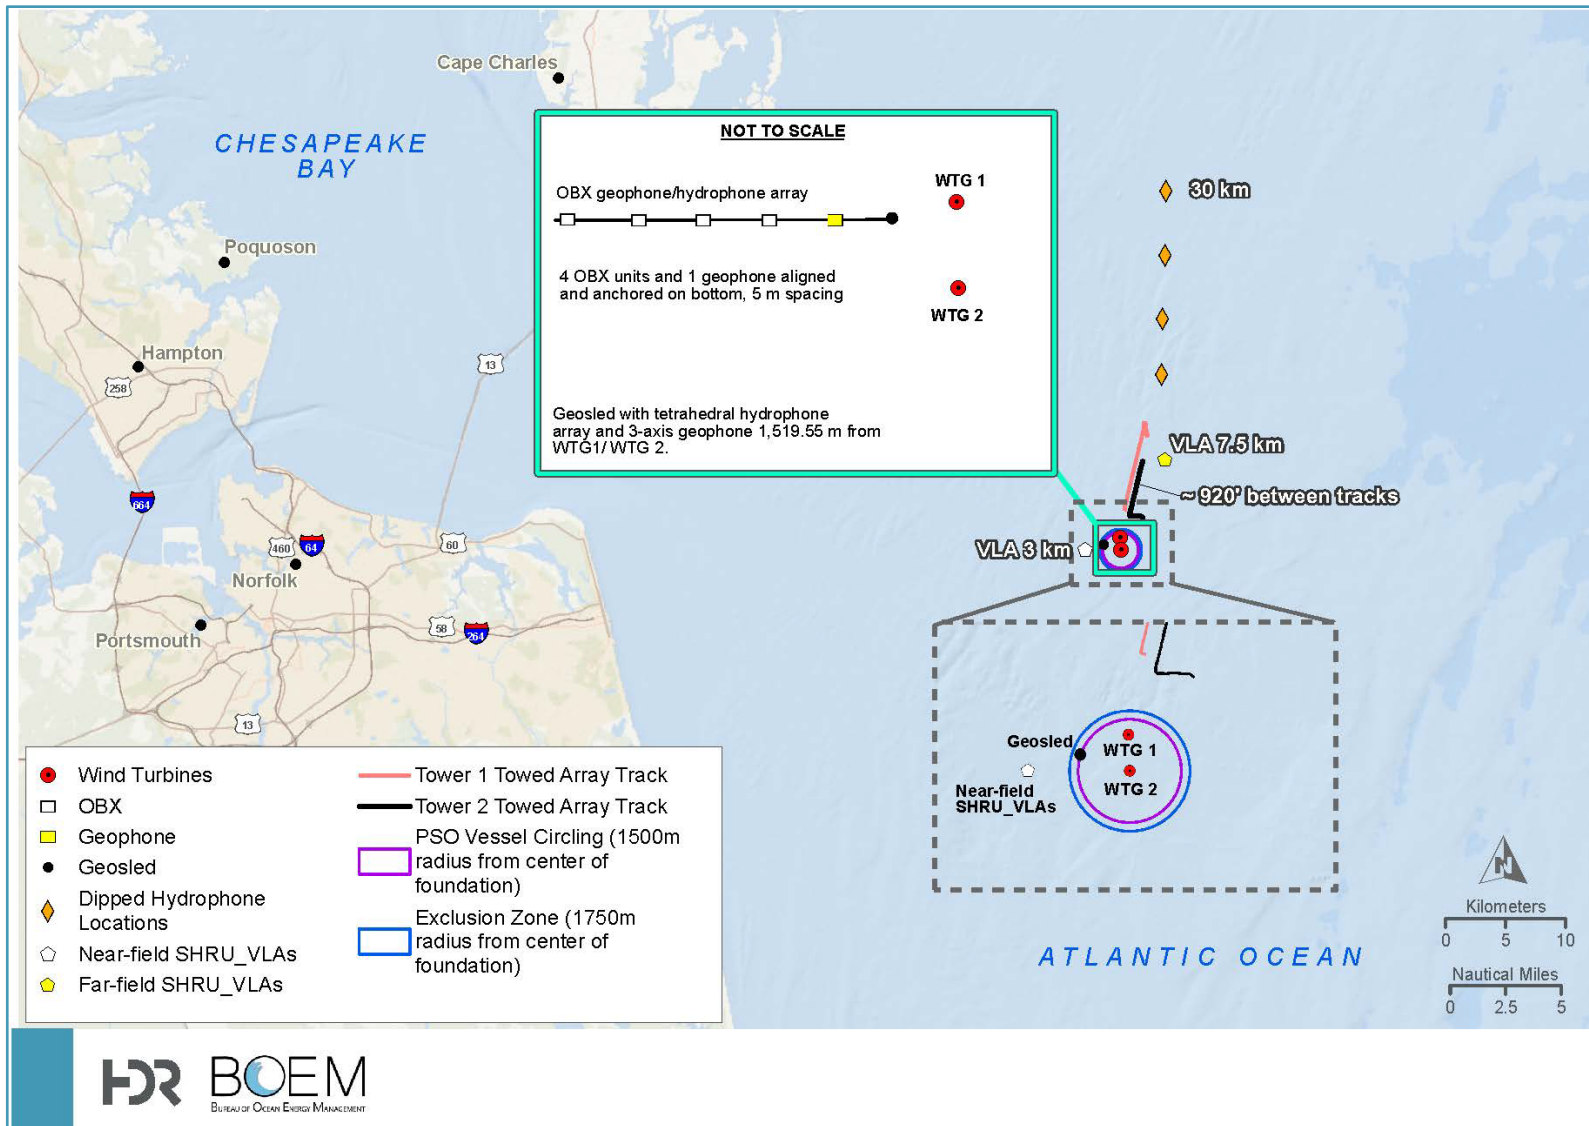 Cape Charles
CHESAPEAKE
BAY
Poquoson
Hampton
258
13
664
460
64
60
Norfolk
Portsmouth
58
264
13
NOT TO SCALE
OBX geophone/hydrophone array
WTG 1
4 OBX units and 1 geophone aligned
and anchored on bottom, 5 m spacing
WTG 2
Geosled with tetrahedral hydrophone
array and 3-axis geophone 1,519.55 m from
WTG1/ WTG 2.
30 km
VLA 7.5 km
~ 920' between tracks
VLA 3 km
Geosled
WTG 1
WTG 2
Near-field
SHRU_VLAs
ATLANTIC OCEAN
N
Kilometers
0 5 10
Nautical Miles
0 2.5 5
Wind Turbines
OBX
Geophone
Geosled
Dipped Hydrophone
Locations
Near-field SHRU_VLAs
Far-field SHRU_VLAs
Tower 1 Towed Array Track
Tower 2 Towed Array Track
PSO Vessel Circling (1500m
radius from center of
foundation)
Exclusion Zone (1750m
radius from center of
foundation)
HDR
BOEM
BUREAU OF OCEAN ENERGY MANAGEMENT